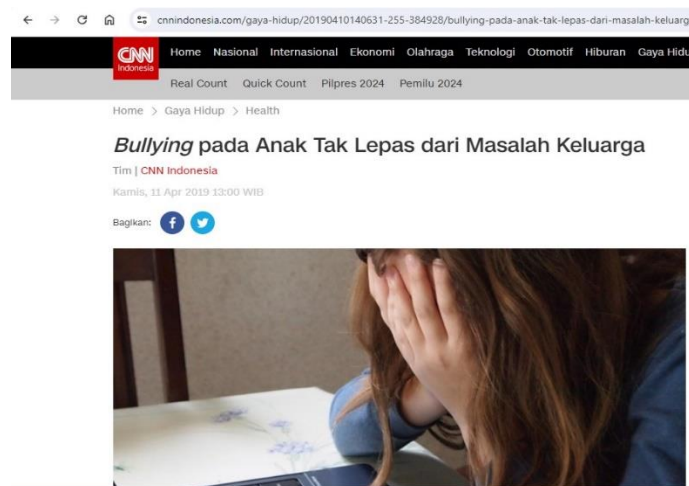 cnnindonesia.com/gaya-hidup/20190410140631-255-384928/bullying-pada-anak-tak-lepas-dari-masalah-keluarg
CNN Indonesia
Home Nasional Internasional Ekonomi Olahraga Teknologi Otomotif Hiburan Gaya Hidu
Real Count Quick Count Pilpres 2024 Pemilu 2024
Home > Gaya Hidup > Health
Bullying pada Anak Tak Lepas dari Masalah Keluarga
Tim | CNN Indonesia
Kamis, 11 Apr 2019 13:00 WIB
Bagikan: